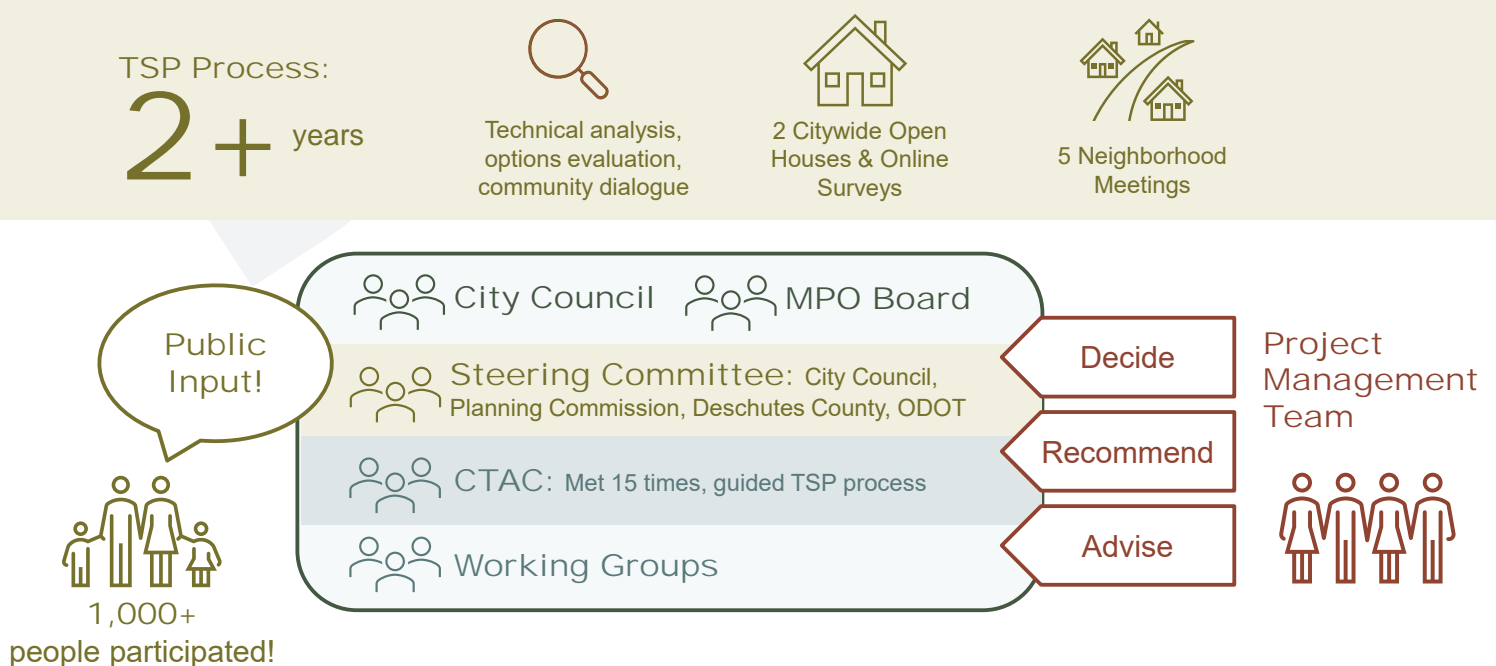 TSP Process:
2+ years
Technical analysis,
options evaluation,
community dialogue
2 Citywide Open
Houses & Online
Surveys
5 Neighborhood
Meetings
Public
Input!
1,000+
people participated!
City Council
MPO Board
Steering Committee: City Council,
Planning Commission, Deschutes County, ODOT
CTAC: Met 15 times, guided TSP process
Working Groups
Decide
Recommend
Advise
Project
Management
Team